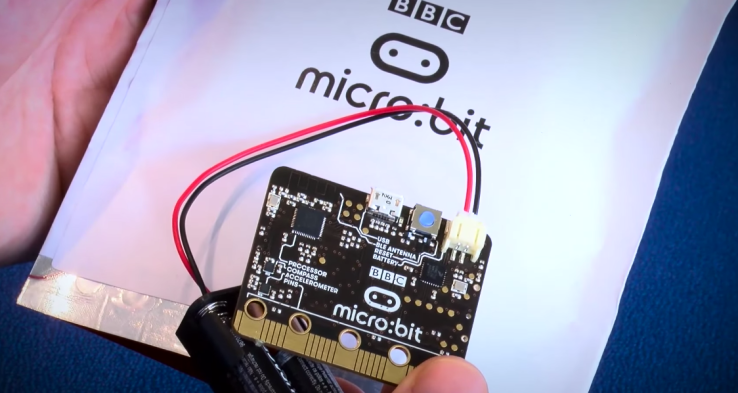 BBC
micro:bit
USB
BLE ANTENNA
RESET
BATTERY
PROCESSOR
COMPASS
ACCELEROMETER
PINS
BBC
micro:bit